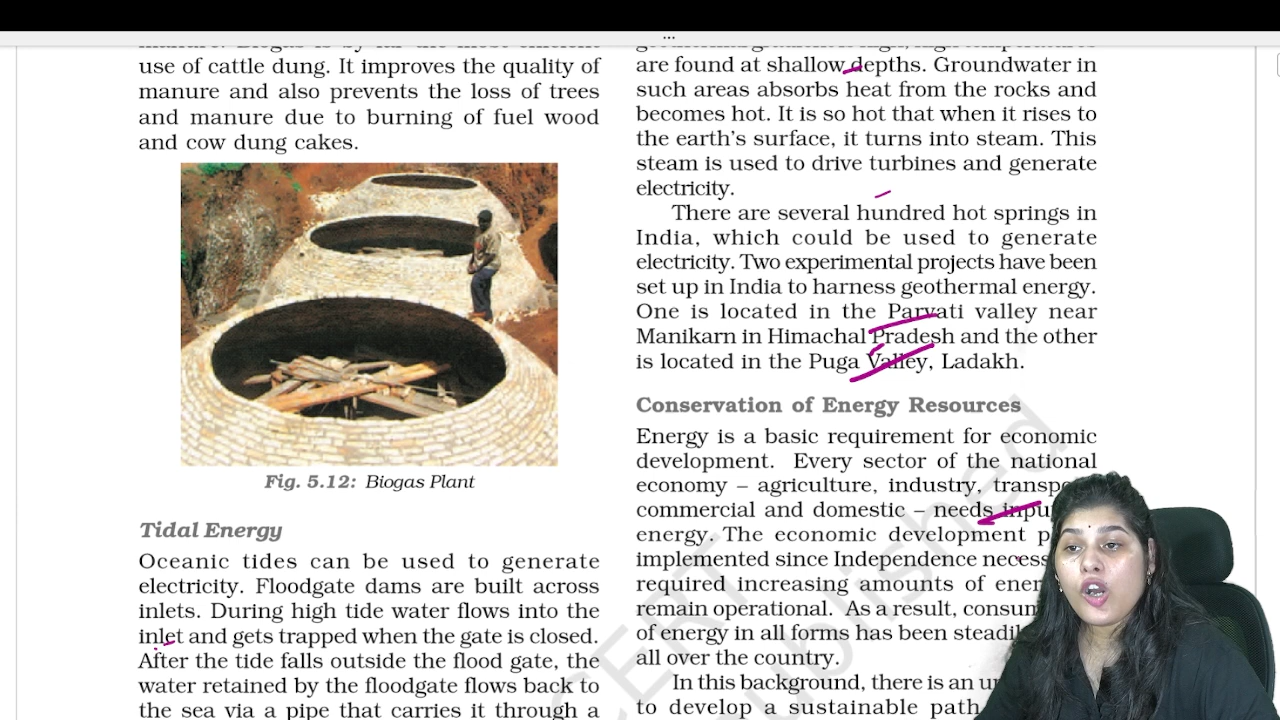 use of cattle dung. It improves the quality of
manure and also prevents the loss of trees
and manure due to burning of fuel wood
and cow dung cakes.
Fig. 5.12: Biogas Plant
Tidal Energy
Oceanic tides can be used to generate
electricity. Floodgate dams are built across
inlets. During high tide water flows into the
inlet and gets trapped when the gate is closed.
After the tide falls outside the flood gate, the
water retained by the floodgate flows back to
the sea via a pipe that carries it through a
are found at shallow depths. Groundwater in
such areas absorbs heat from the rocks and
becomes hot. It is so hot that when it rises to
the earth's surface, it turns into steam. This
steam is used to drive turbines and generate
electricity.
There are several hundred hot springs in
India, which could be used to generate
electricity. Two experimental projects have been
set up in India to harness geothermal energy.
One is located in the Parvati valley near
Manikarn in Himachal Pradesh and the other
is located in the Puga Valley, Ladakh.
Conservation of Energy Resources
Energy is a basic requirement for economic
development. Every sector of the national
economy – agriculture, industry,
commercial and domestic – needs
energy. The economic development
implemented since Independence
required increasing amounts of
remain operational. As a result,
of energy in all forms has been
all over the country.
In this background, there is an
to develop a sustainable path